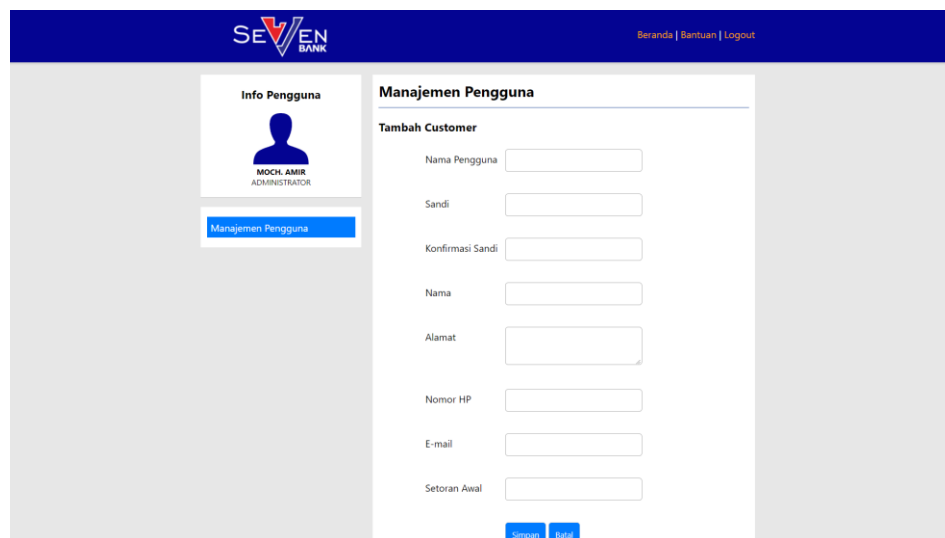 SEVEN
BANK
Beranda | Bantuan | Logout
Info Pengguna
MOCH. AMIR
ADMINISTRATOR
Manajemen Pengguna
Manajemen Pengguna
Tambah Customer
Nama Pengguna
Sandi
Konfirmasi Sandi
Nama
Alamat
Nomor HP
E-mail
Setoran Awal
Simpan Batal